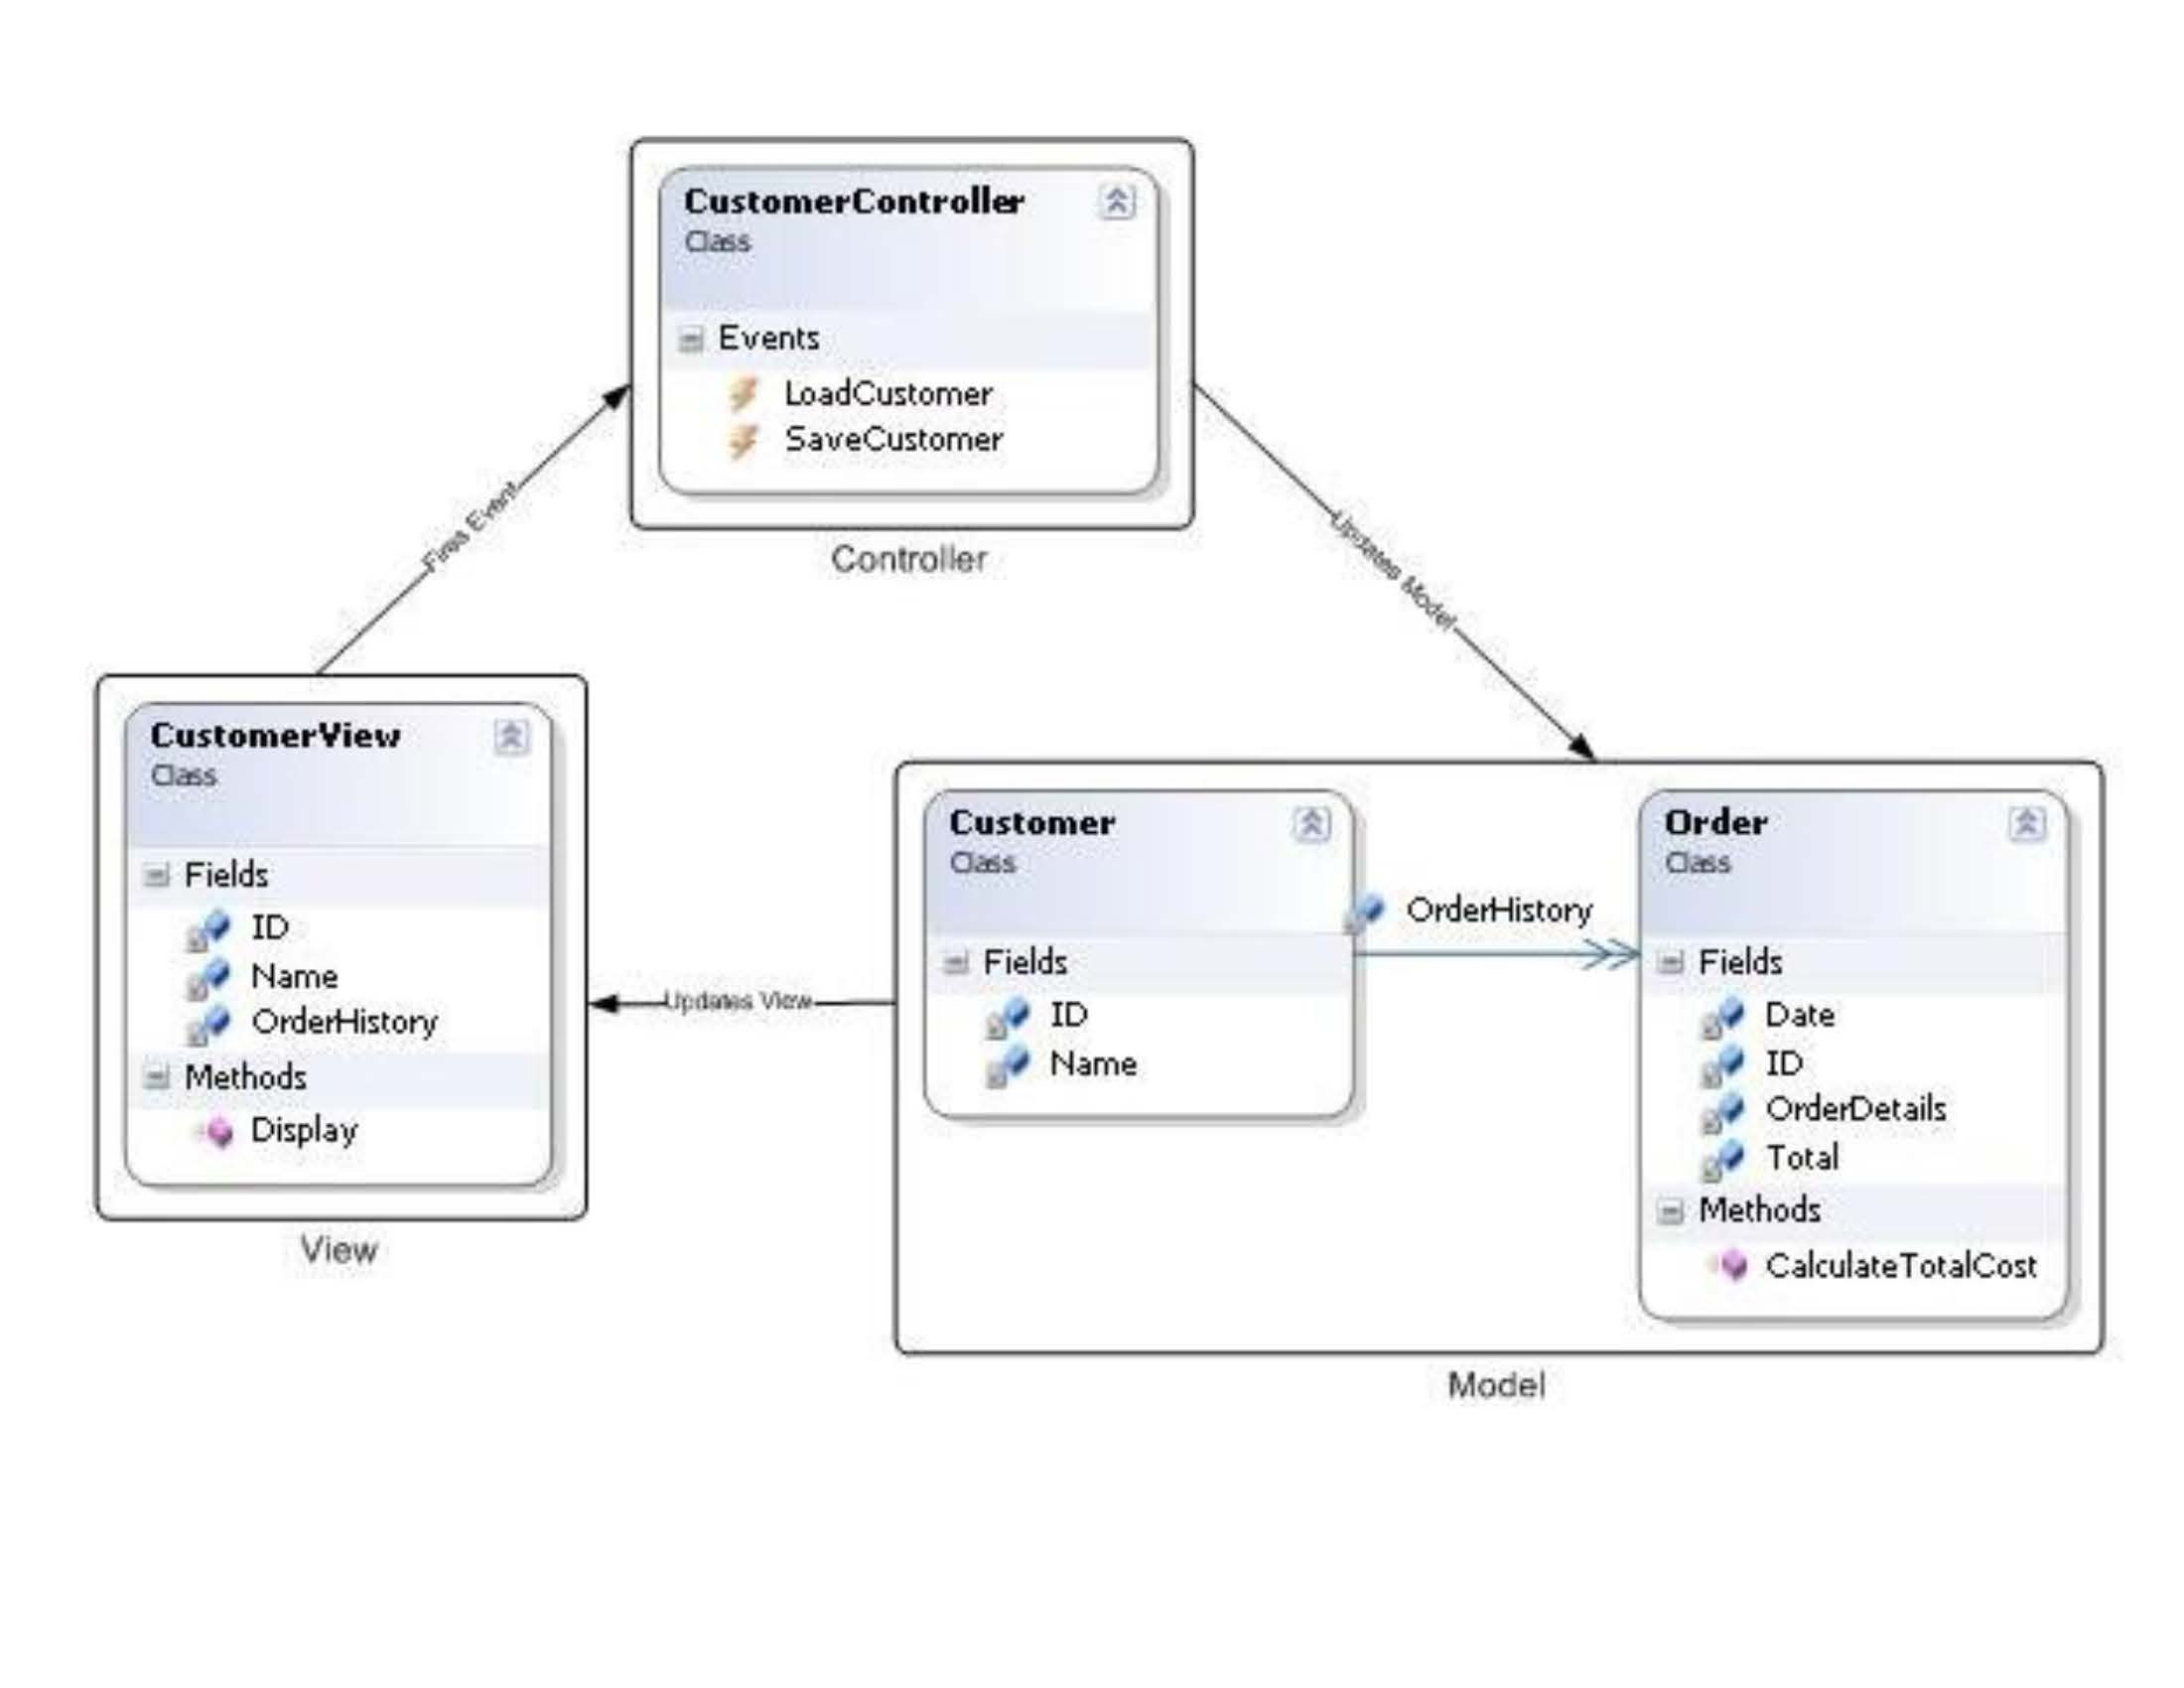 CustomerController
Class
Events
LoadCustomer
SaveCustomer
Controller
Fires Event
Updates Model
CustomerView
Class
Fields
ID
Name
OrderHistory
Methods
Display
View
Updates View
Customer
Class
Fields
ID
Name
OrderHistory
Order
Class
Fields
Date
ID
OrderDetails
Total
Methods
CalculateTotalCost
Model